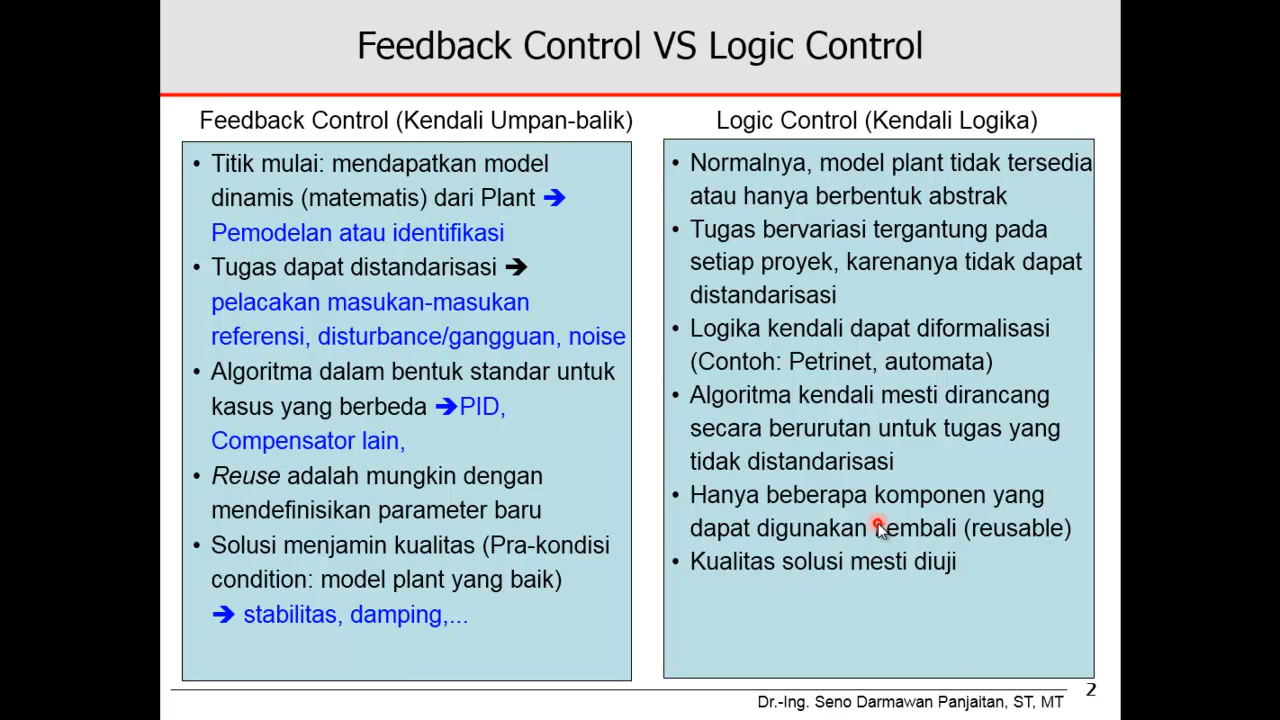 Feedback Control VS Logic Control
Feedback Control (Kendali Umpan-balik)
• Titik mulai: mendapatkan model
dinamis (matematis) dari Plant ➔
Pemodelan atau identifikasi
• Tugas dapat distandarisasi ➔
pelacakan masukan-masukan
referensi, disturbance/gangguan, noise
• Algoritma dalam bentuk standar untuk
kasus yang berbeda ➔PID,
Compensator lain,
• Reuse adalah mungkin dengan
mendefinisikan parameter baru
• Solusi menjamin kualitas (Pra-kondisi
condition: model plant yang baik)
➔ stabilitas, damping,...
Logic Control (Kendali Logika)
• Normalnya, model plant tidak tersedia
atau hanya berbentuk abstrak
• Tugas bervariasi tergantung pada
setiap proyek, karenanya tidak dapat
distandarisasi
• Logika kendali dapat diformalisasi
(Contoh: Petrinet, automata)
• Algoritma kendali mesti dirancang
secara berurutan untuk tugas yang
tidak distandarisasi
• Hanya beberapa komponen yang
dapat digunakan kembali (reusable)
• Kualitas solusi mesti diuji
2
Dr.-Ing. Seno Darmawan Panjaitan, ST, MT